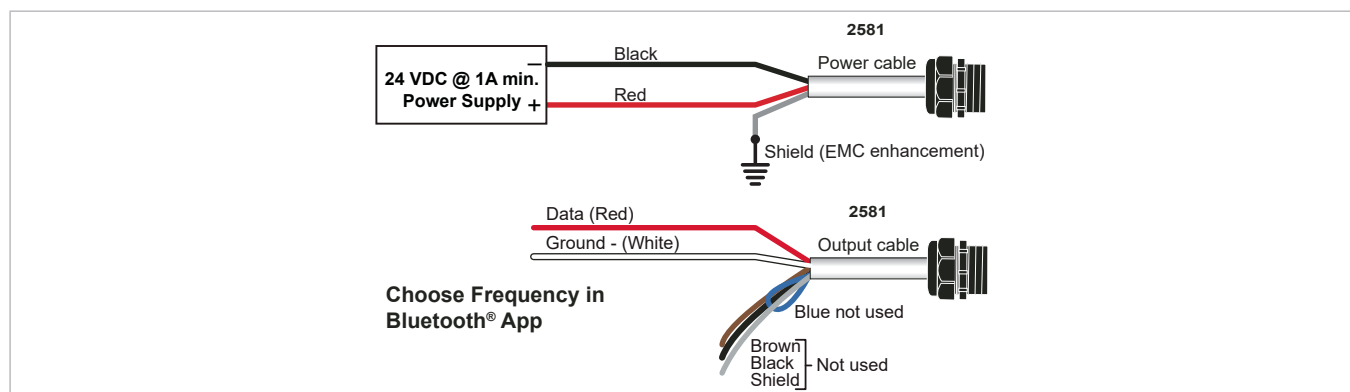 2581
Power cable
Black
−
24 VDC @ 1A min.
Power Supply +
Red
Shield (EMC enhancement)
2581
Output cable
Data (Red)
Ground - (White)
Choose Frequency in
Bluetooth® App
Blue not used
Brown
Black
Shield
Not used